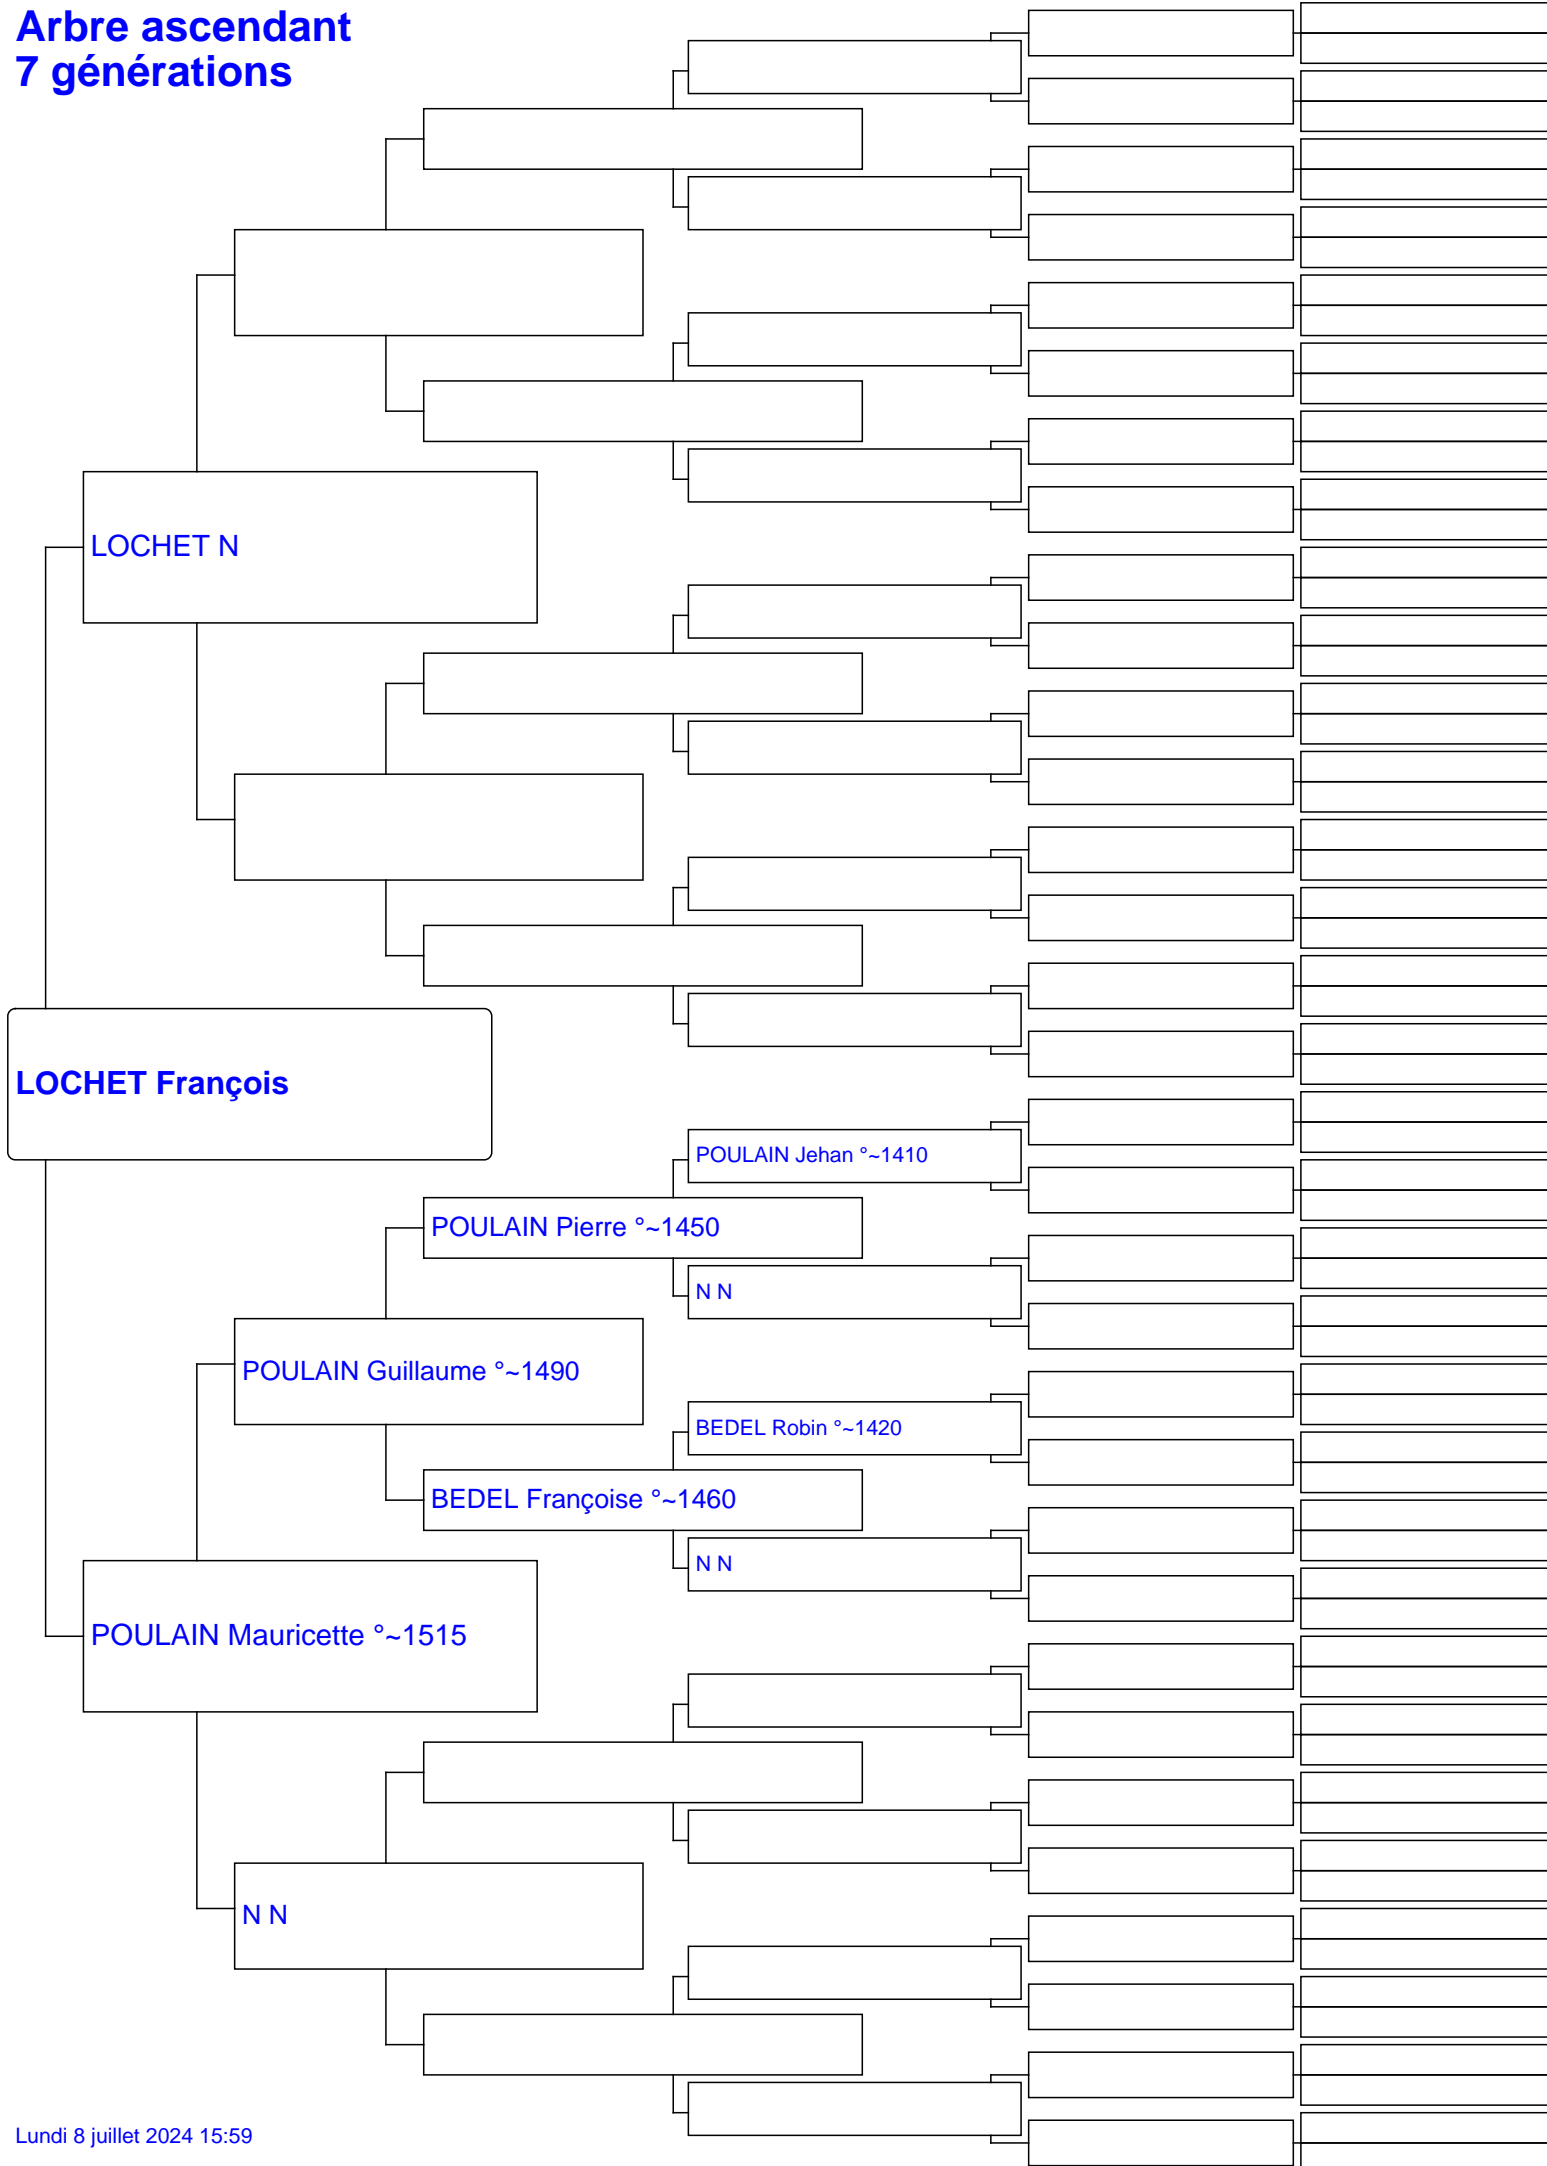 Arbre ascendant
7 générations
LOCHET N
LOCHET François
POULAIN Jehan °~1410
POULAIN Pierre °~1450
N N
POULAIN Guillaume °~1490
BEDEL Robin °~1420
BEDEL Françoise °~1460
N N
POULAIN Mauricette °~1515
N N
Lundi 8 juillet 2024 15:59